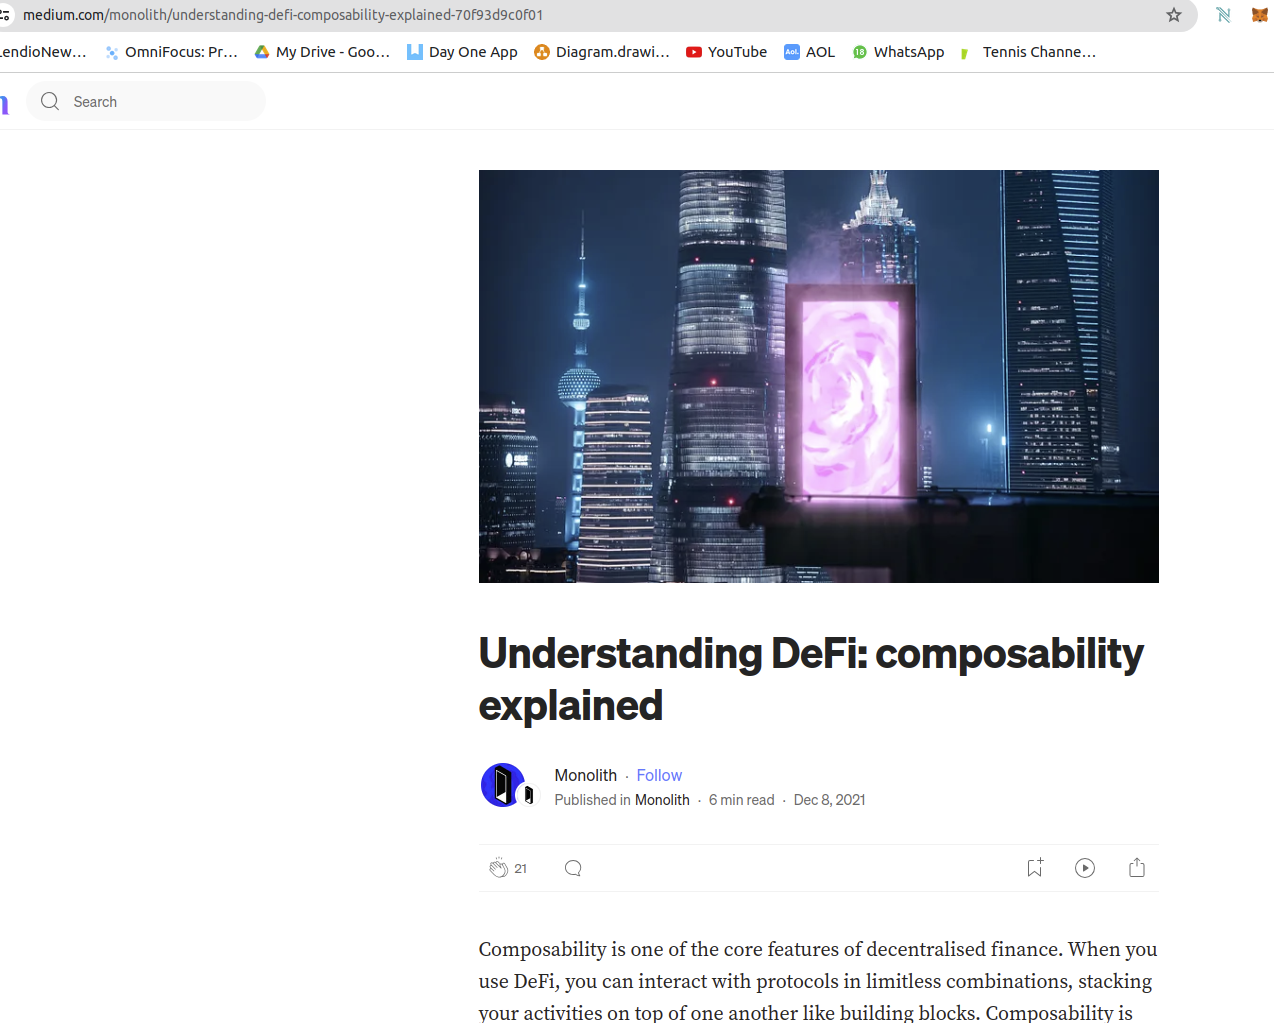 medium.com/monolith/understanding-defi-composability-explained-70f93d9c0f01
LendioNew... OmniFocus: Pr... My Drive - Goo... Day One App Diagram.drawi... YouTube Aol. AOL 18 WhatsApp Tennis Channe...
Search
Understanding DeFi: composability
explained
Monolith · Follow
Published in Monolith · 6 min read · Dec 8, 2021
21
Composability is one of the core features of decentralised finance. When you
use DeFi, you can interact with protocols in limitless combinations, stacking
your activities on top of one another like building blocks. Composability is